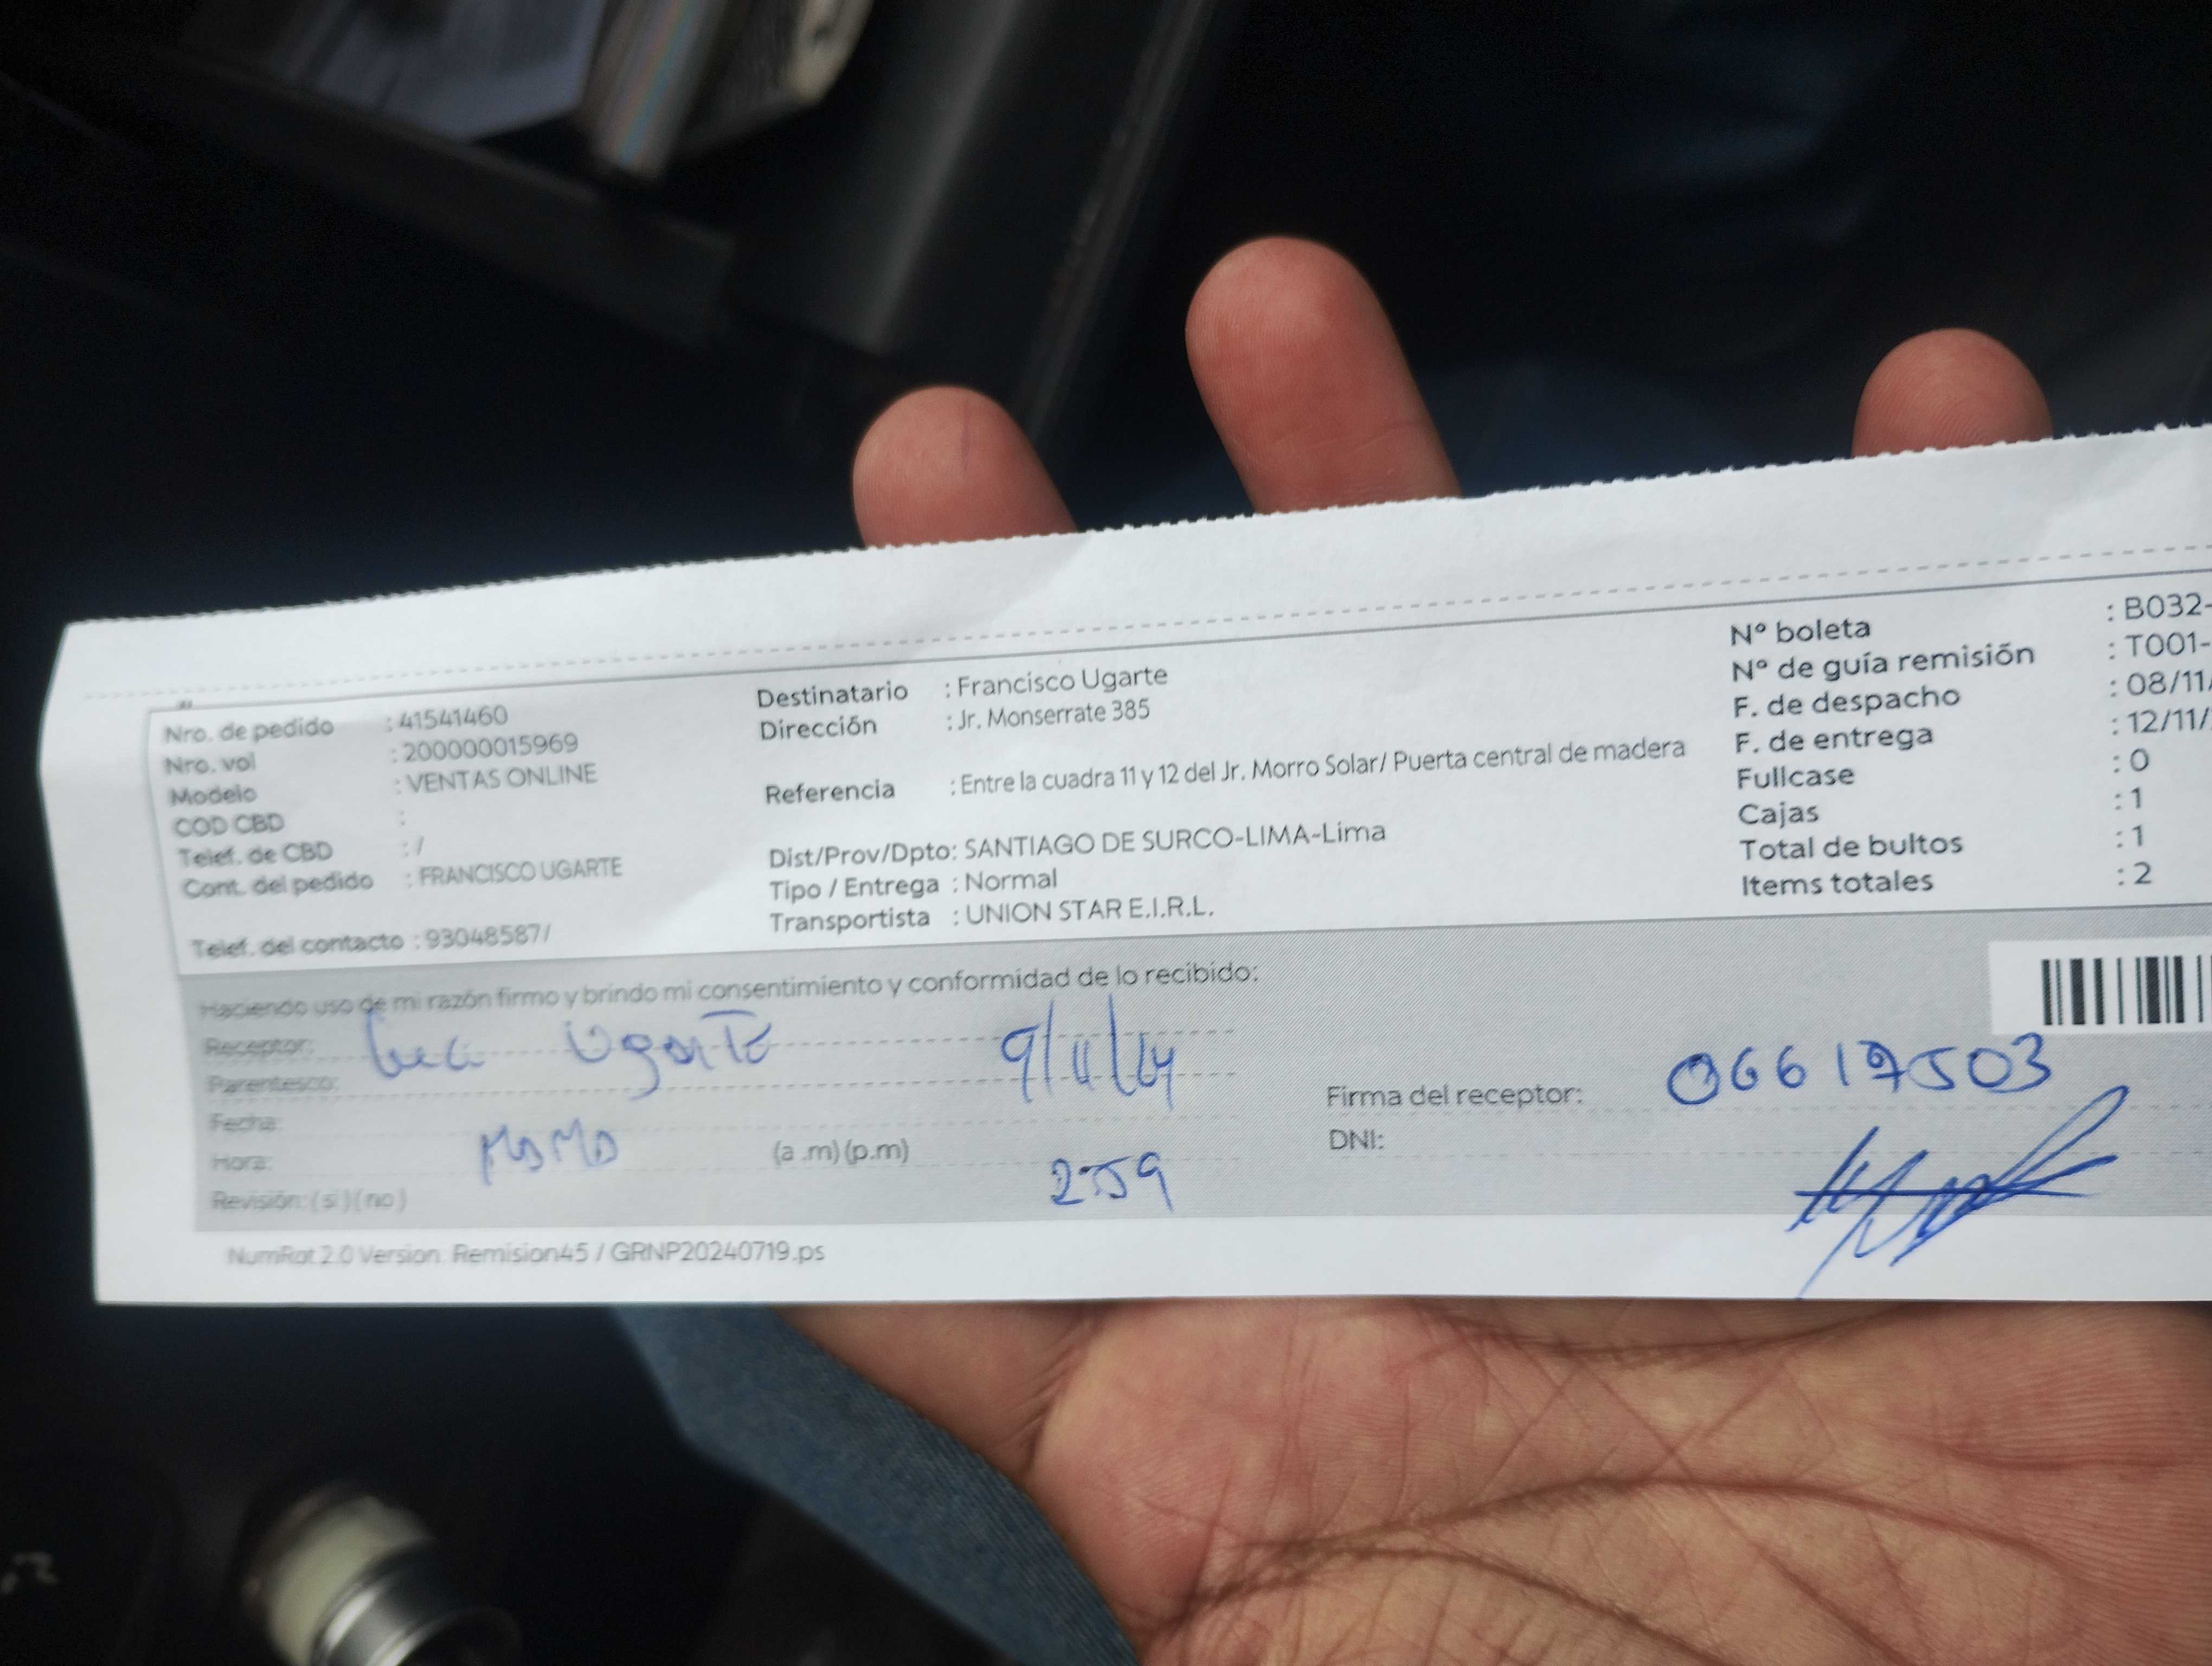 Nro. de pedido : 41541460
Nro. vol : 200000015969
Modelo : VENTAS ONLINE
COD CBD :
Telef. de CBD : /
Cont. del pedido : FRANCISCO UGARTE
Telef. del contacto : 93048587/
Destinatario : Francisco Ugarte
Dirección : Jr. Monserrate 385
Referencia : Entre la cuadra 11 y 12 del Jr. Morro Solar/ Puerta central de madera
Dist/Prov/Dpto: SANTIAGO DE SURCO-LIMA-Lima
Tipo / Entrega : Normal
Transportista : UNION STAR E.I.R.L.
Nº boleta : B032-
Nº de guía remisión : T001-
F. de despacho : 08/11/
F. de entrega : 12/11/
Fullcase : 0
Cajas : 1
Total de bultos : 1
Items totales : 2
Haciendo uso de mi razón firmo y brindo mi consentimiento y conformidad de lo recibido:
Receptor: Ugarte
Parentesco: 9/11/24
Fecha:
Hora: (a .m) (p.m) 2:59
Revisión: (si) (no)
Firma del receptor: 06617503
DNI:
NumRot 2.0 Version. Remision45 / GRNP20240719.ps